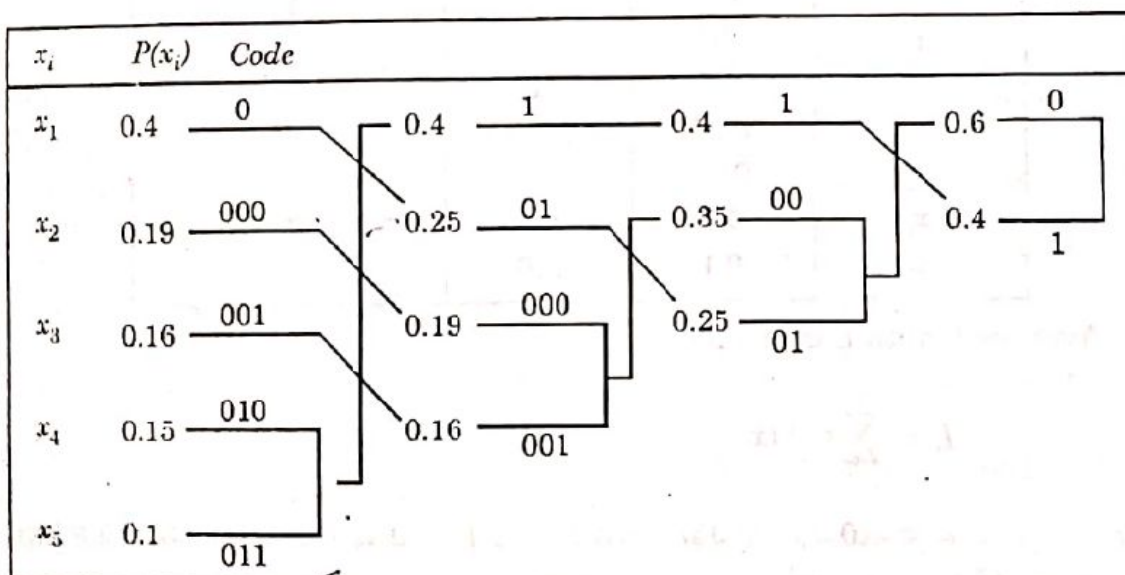 x_i P(x_i) Code
x_1 0.4 0 0.4 1 0.4 1 0.6 0
x_2 0.19 000 0.25 01 0.35 00 0.4 1
x_3 0.16 001 0.19 000 0.25 01
x_4 0.15 010 0.16 001
x_5 0.1 011